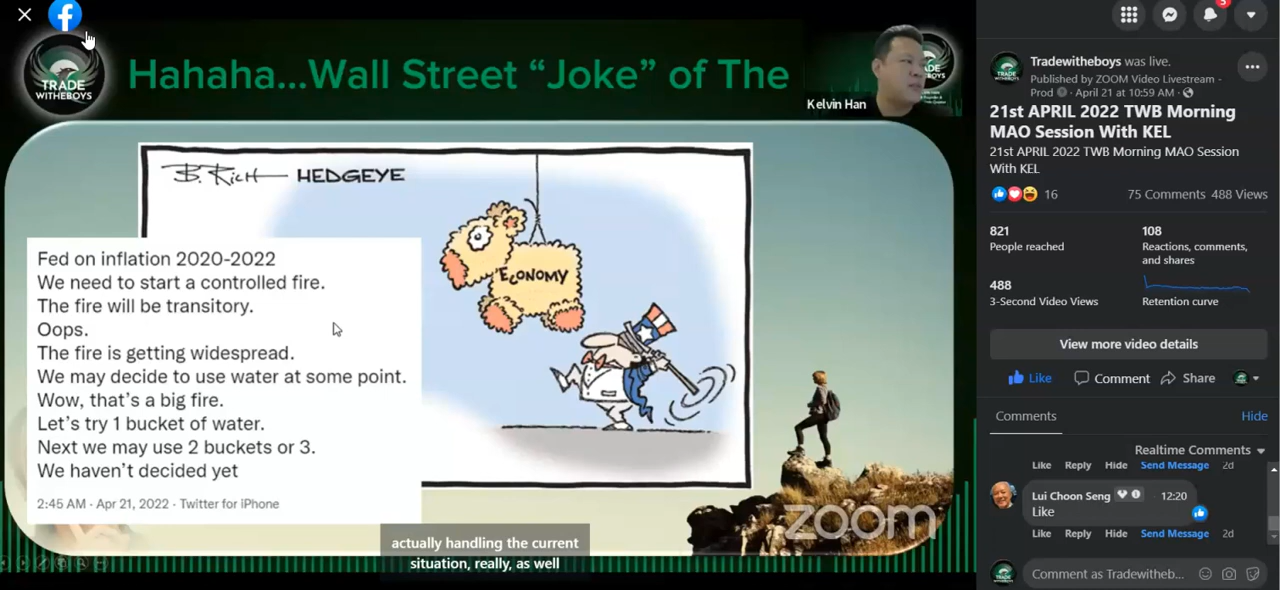 TRADE
WITHEBOYS
Hahaha...Wall Street “Joke” of The
Kelvin Han
B. RICH HEDGEYE
ECONOMY
Fed on inflation 2020-2022
We need to start a controlled fire.
The fire will be transitory.
Oops.
The fire is getting widespread.
We may decide to use water at some point.
Wow, that's a big fire.
Let's try 1 bucket of water.
Next we may use 2 buckets or 3.
We haven't decided yet
2:45 AM · Apr 21, 2022 · Twitter for iPhone
zoom
actually handling the current
situation, really, as well
Tradewitheboys was live.
Published by ZOOM Video Livestream -
Prod · April 21 at 10:59 AM ·
21st APRIL 2022 TWB Morning
MAO Session With KEL
21st APRIL 2022 TWB Morning MAO Session
With KEL
16 75 Comments 488 Views
821 108
People reached Reactions, comments,
and shares
488
3-Second Video Views Retention curve
View more video details
Like Comment Share
Comments Hide
Realtime Comments
Like Reply Hide Send Message 2d
Lui Choon Seng · 12:20
Like
Like Reply Hide Send Message 2d
Comment as Tradewitheb...